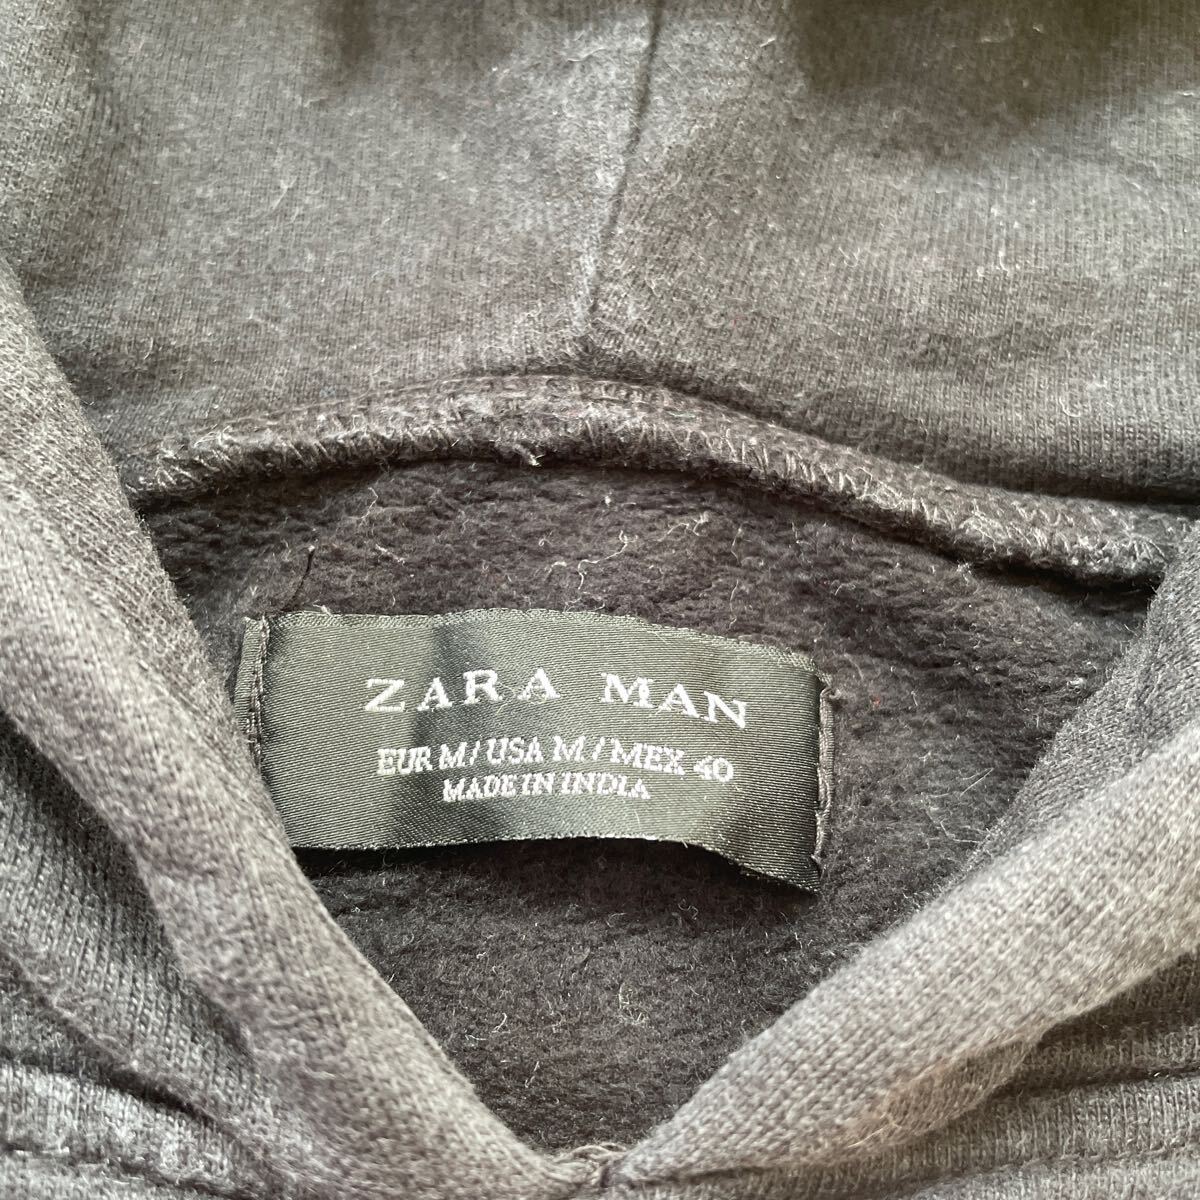 ZARA MAN
EUR M / USA M / MEX 40
MADE IN INDIA